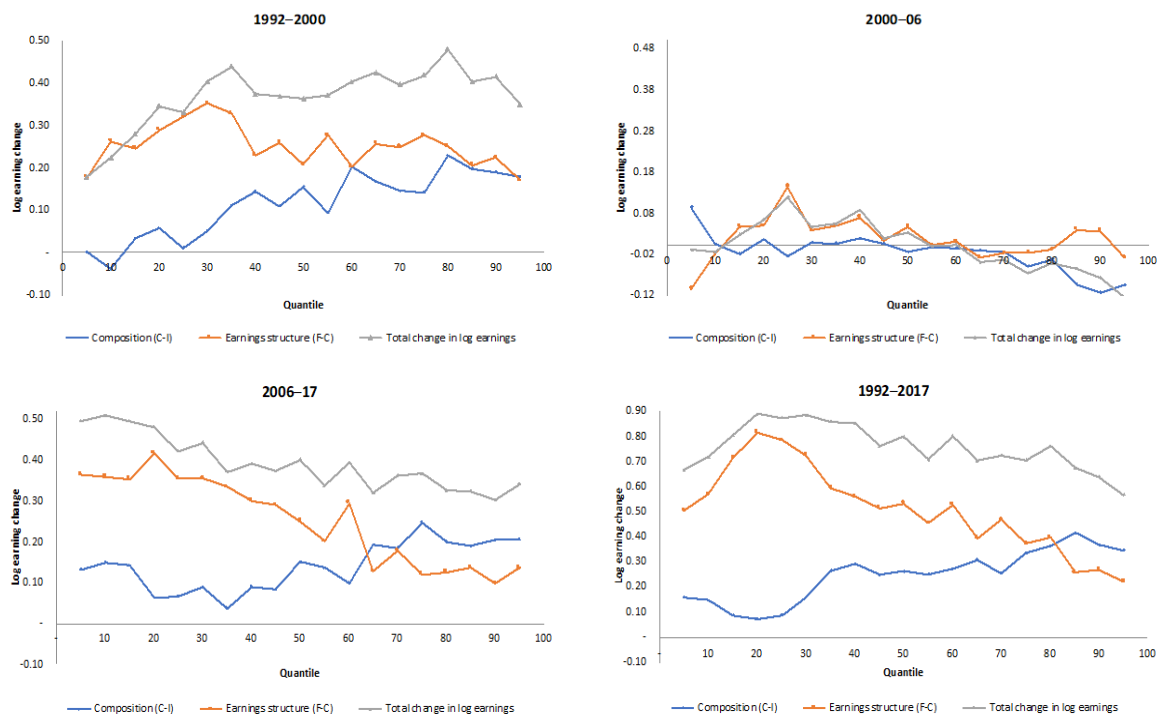 1992–2000
0.50
0.40
0.30
0.20
0.10
-
-0.10
Log earning change
0 10 20 30 40 50 60 70 80 90 100
Quantile
Composition (C-I) Earnings structure (F-C) Total change in log earnings
2000–06
0.48
0.38
0.28
0.18
0.08
-0.02
-0.12
Log earning change
0 10 20 30 40 50 60 70 80 90 100
Quantile
Composition (C-I) Earnings structure (F-C) Total change in log earnings
2006–17
0.50
0.40
0.30
0.20
0.10
-
-0.10
Log earning change
- 10 20 30 40 50 60 70 80 90 100
Quantile
Composition (C-I) Earnings structure (F-C) Total change in log earnings
1992–2017
0.90
0.80
0.70
0.60
0.50
0.40
0.30
0.20
0.10
-
-0.10
Log earning change
- 10 20 30 40 50 60 70 80 90 100
Quantile
Composition (C-I) Earnings structure (F-C) Total change in log earnings